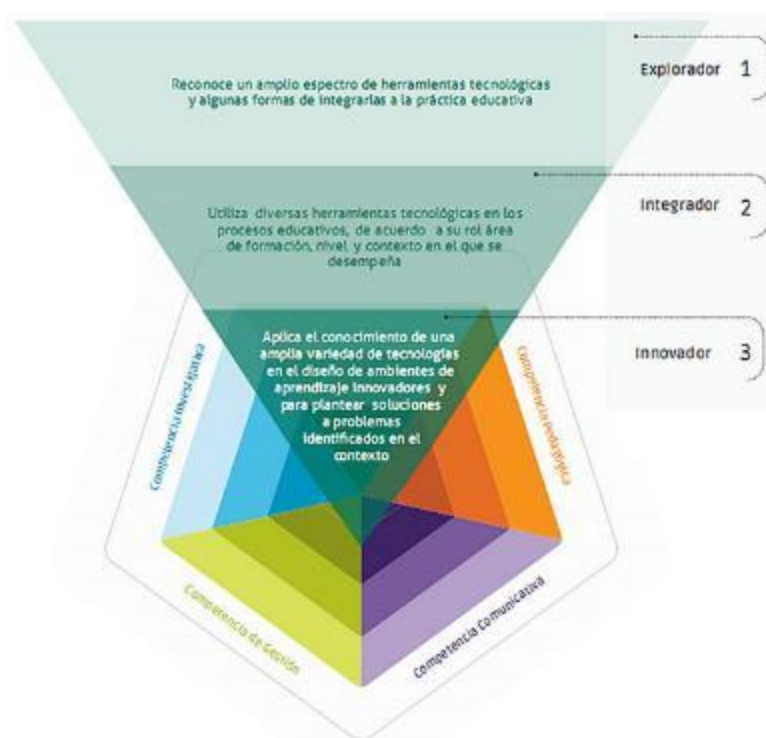 Reconoce un amplio espectro de herramientas tecnológicas
y algunas formas de integrarlas a la práctica educativa
Explorador 1
Utiliza diversas herramientas tecnológicas en los
procesos educativos, de acuerdo a su rol área
de formación, nivel y contexto en el que se
desempeña
Integrador 2
Aplica el conocimiento de una
amplia variedad de tecnologías
en el diseño de ambientes de
aprendizaje innovadores y
para plantear soluciones
a problemas
identificados en el
contexto
Innovador 3
Competencia Investigativa
Competencia Pedagógica
Competencia de Gestión
Competencia Comunicativa